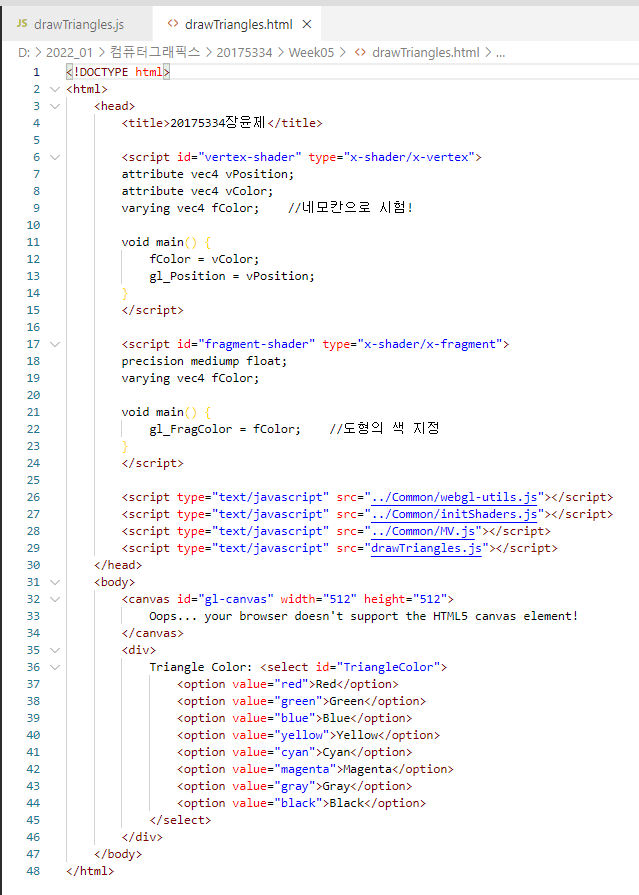 JS drawTriangles.js <> drawTriangles.html ×
D: > 2022_01 > 컴퓨터그래픽스 > 20175334 > Week05 > <> drawTriangles.html > ...
1 <!DOCTYPE html>
2 <html>
3 <head>
4 <title>20175334장윤제</title>
5
6 <script id="vertex-shader" type="x-shader/x-vertex">
7 attribute vec4 vPosition;
8 attribute vec4 vColor;
9 varying vec4 fColor; //네모칸으로 시험!
10
11 void main() {
12 fColor = vColor;
13 gl_Position = vPosition;
14 }
15 </script>
16
17 <script id="fragment-shader" type="x-shader/x-fragment">
18 precision mediump float;
19 varying vec4 fColor;
20
21 void main() {
22 gl_FragColor = fColor; //도형의 색 지정
23 }
24 </script>
25
26 <script type="text/javascript" src="../Common/webgl-utils.js"></script>
27 <script type="text/javascript" src="../Common/initShaders.js"></script>
28 <script type="text/javascript" src="../Common/MV.js"></script>
29 <script type="text/javascript" src="drawTriangles.js"></script>
30 </head>
31 <body>
32 <canvas id="gl-canvas" width="512" height="512">
33 Oops... your browser doesn't support the HTML5 canvas element!
34 </canvas>
35 <div>
36 Triangle Color: <select id="TriangleColor">
37 <option value="red">Red</option>
38 <option value="green">Green</option>
39 <option value="blue">Blue</option>
40 <option value="yellow">Yellow</option>
41 <option value="cyan">Cyan</option>
42 <option value="magenta">Magenta</option>
43 <option value="gray">Gray</option>
44 <option value="black">Black</option>
45 </select>
46 </div>
47 </body>
48 </html>